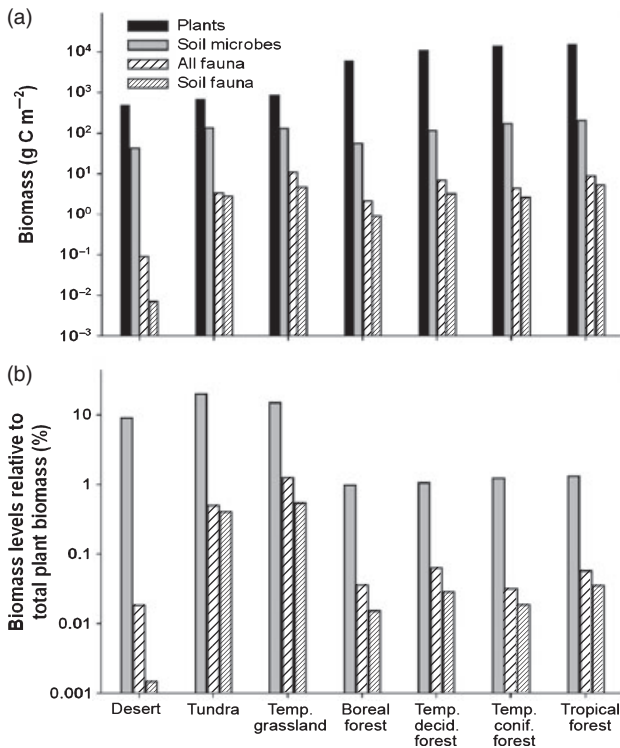 (a)
Plants
Soil microbes
All fauna
Soil fauna
Biomass (g C m⁻²)
10⁴
10³
10²
10¹
10⁰
10⁻¹
10⁻²
10⁻³
(b)
Biomass levels relative to
total plant biomass (%)
10
1
0.1
0.01
0.001
Desert
Tundra
Temp.
grassland
Boreal
forest
Temp.
decid.
forest
Temp.
conif.
forest
Tropical
forest